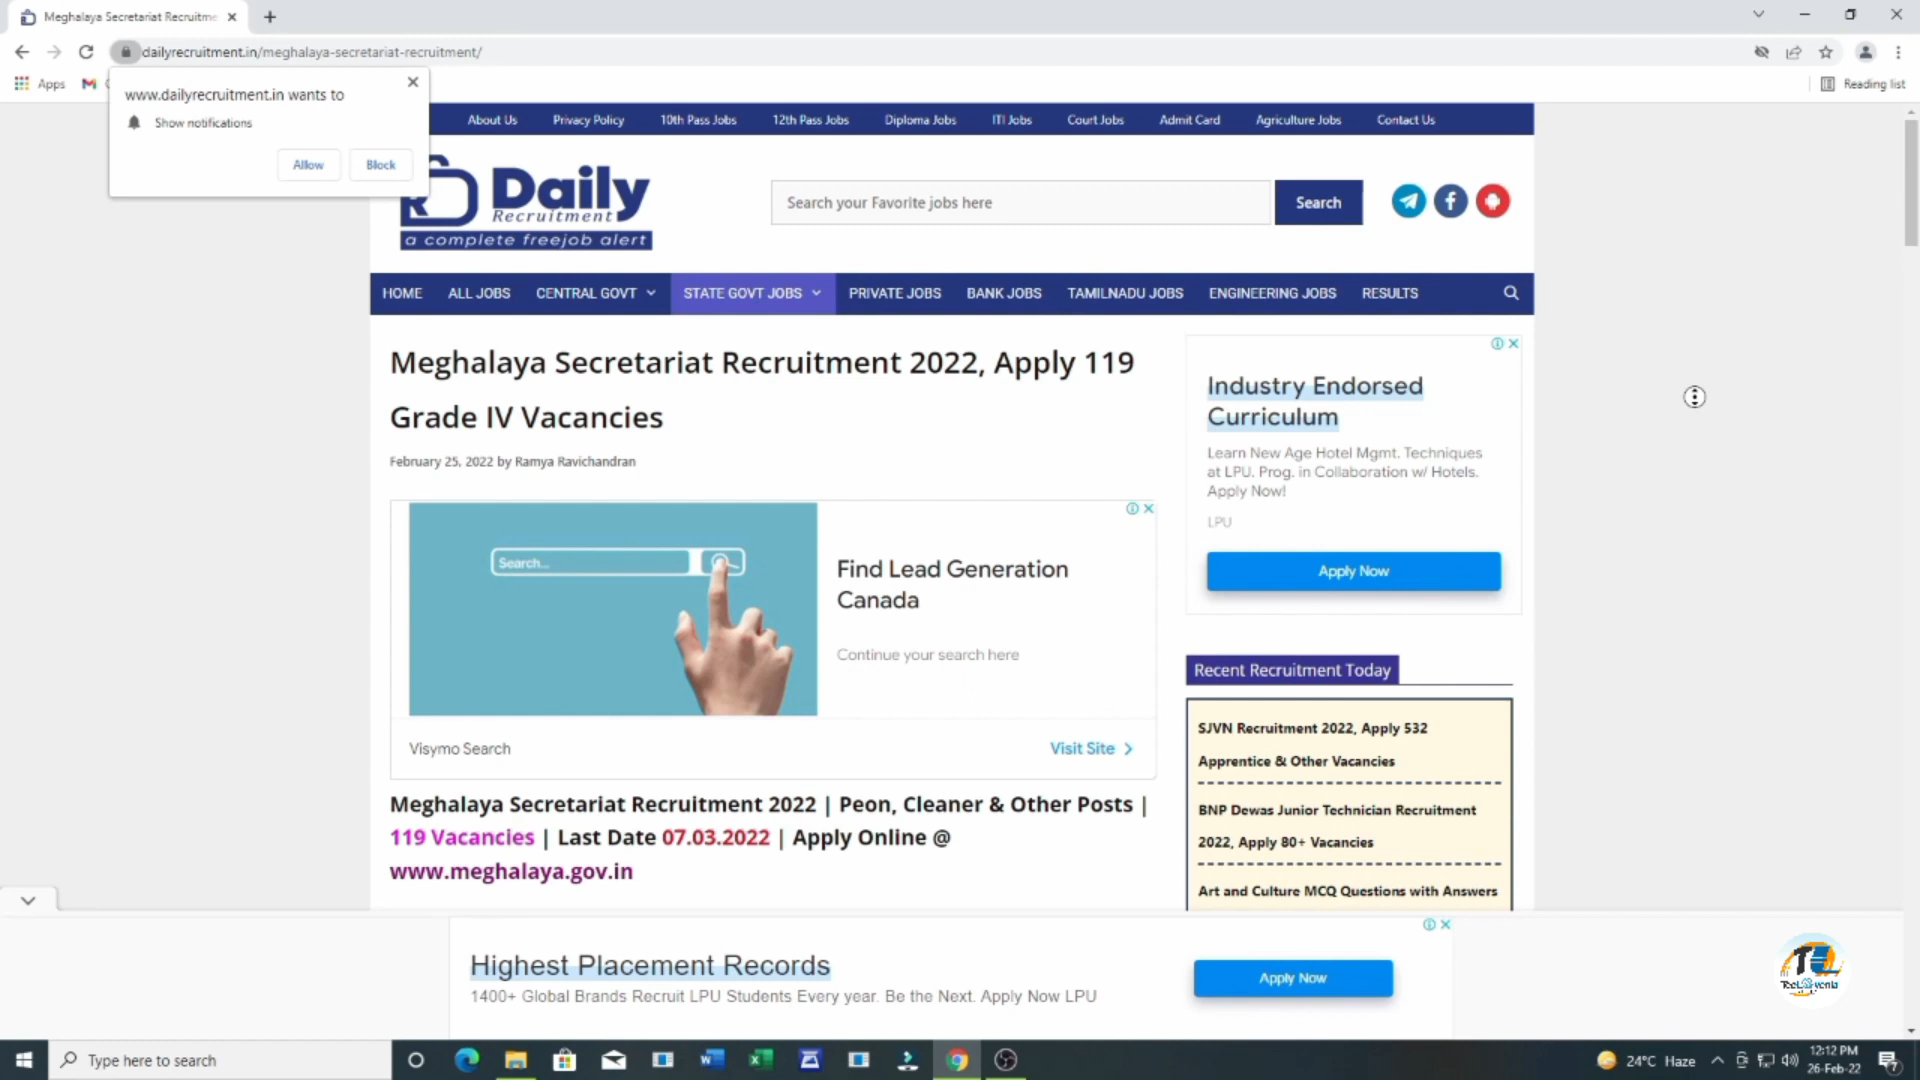 Meghalaya Secretariat Recruitme
dailyrecruitment.in/meghalaya-secretariat-recruitment/
Apps
Reading list
www.dailyrecruitment.in wants to
Show notifications
Allow
Block
About Us
Privacy Policy
10th Pass Jobs
12th Pass Jobs
Diploma Jobs
ITI Jobs
Court Jobs
Admit Card
Agriculture Jobs
Contact Us
Daily
Recruitment
a complete freejob alert
Search your Favorite jobs here
Search
HOME
ALL JOBS
CENTRAL GOVT
STATE GOVT JOBS
PRIVATE JOBS
BANK JOBS
TAMILNADU JOBS
ENGINEERING JOBS
RESULTS
Meghalaya Secretariat Recruitment 2022, Apply 119
Grade IV Vacancies
February 25, 2022 by Ramya Ravichandran
Search...
Find Lead Generation
Canada
Continue your search here
Visymo Search
Visit Site
Meghalaya Secretariat Recruitment 2022 | Peon, Cleaner & Other Posts |
119 Vacancies | Last Date 07.03.2022 | Apply Online @
www.meghalaya.gov.in
Industry Endorsed
Curriculum
Learn New Age Hotel Mgmt. Techniques
at LPU. Prog. in Collaboration w/ Hotels.
Apply Now!
LPU
Apply Now
Recent Recruitment Today
SJVN Recruitment 2022, Apply 532
Apprentice & Other Vacancies
BNP Dewas Junior Technician Recruitment
2022, Apply 80+ Vacancies
Art and Culture MCQ Questions with Answers
Highest Placement Records
1400+ Global Brands Recruit LPU Students Every year. Be the Next. Apply Now LPU
Apply Now
Type here to search
24°C Haze
12:12 PM
26-Feb-22
7